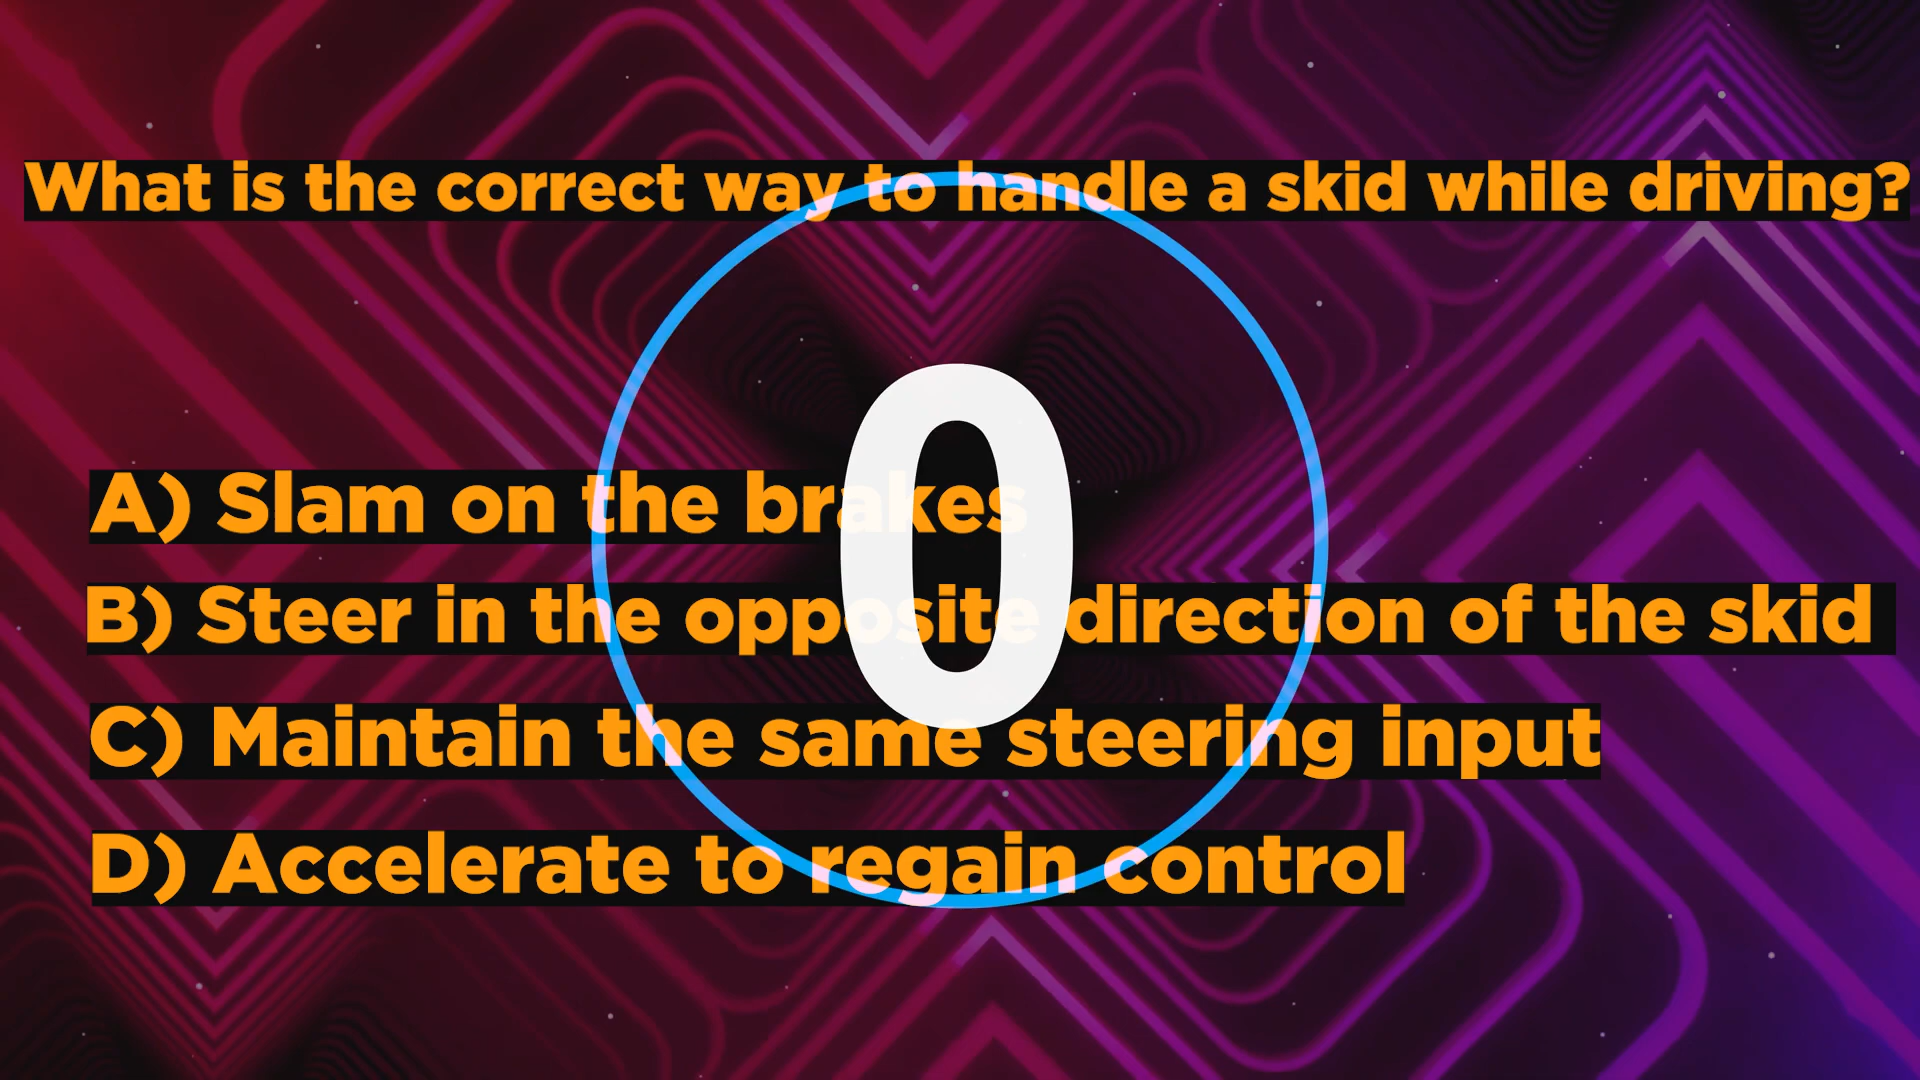 What is the correct way to handle a skid while driving?
0
A) Slam on the brakes
B) Steer in the opposite direction of the skid
C) Maintain the same steering input
D) Accelerate to regain control